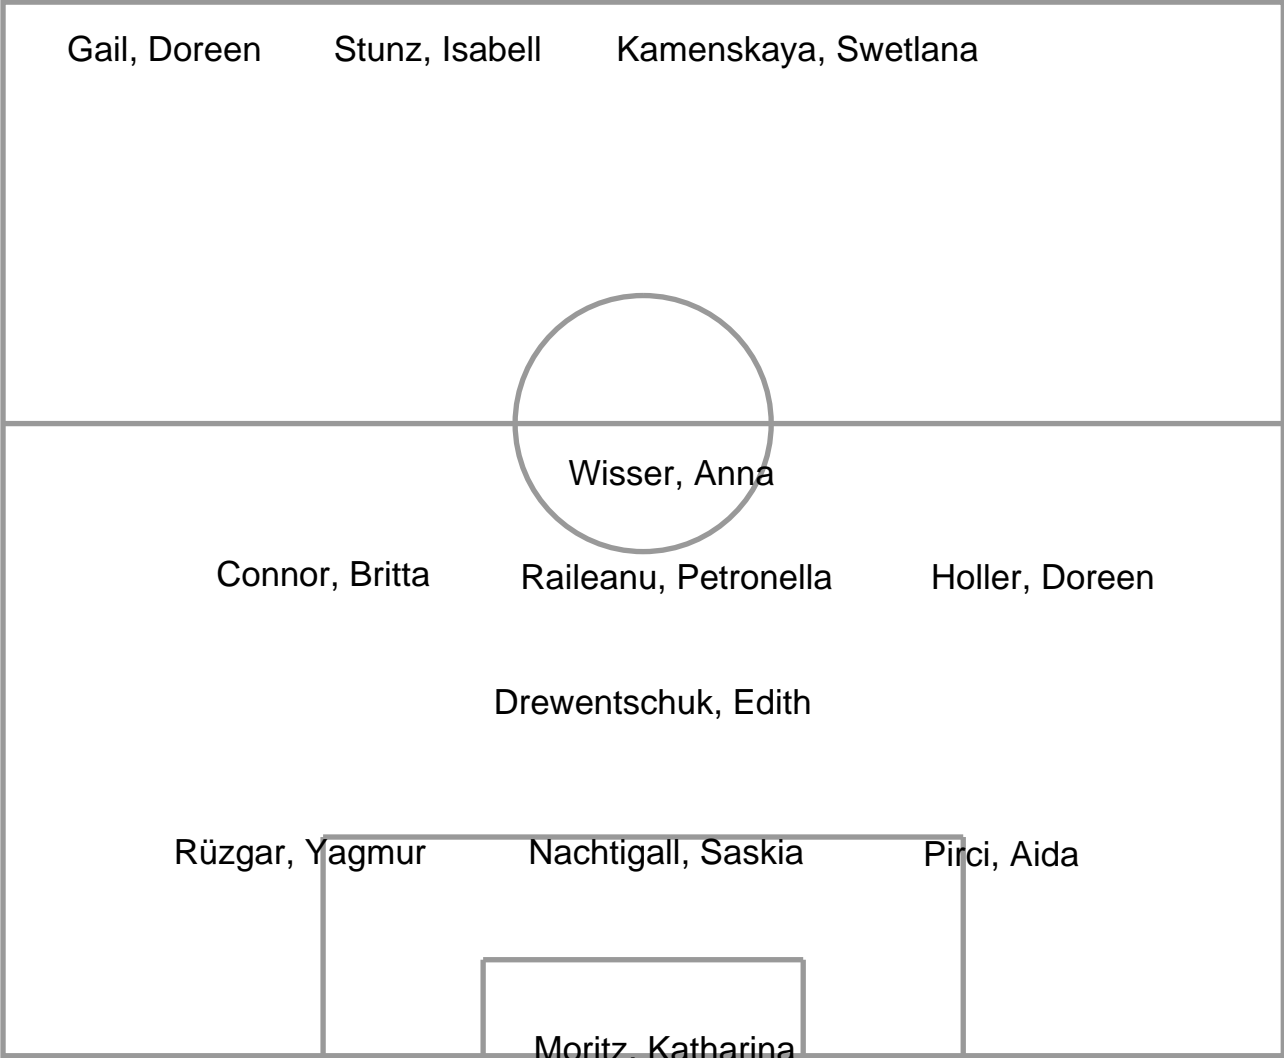 Gail, Doreen Stunz, Isabell Kamenskaya, Swetlana
Wisser, Anna
Connor, Britta Raileanu, Petronella Holler, Doreen
Drewentschuk, Edith
Rüzgar, Yagmur Nachtigall, Saskia Pirci, Aida
Moritz, Katharina